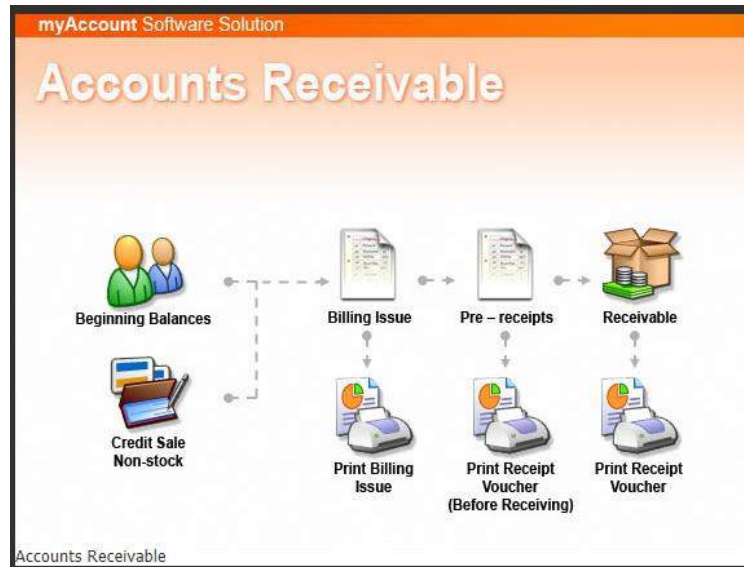 myAccount Software Solution
Accounts Receivable
Beginning Balances
Billing Issue
Pre – receipts
Receivable
Credit Sale
Non-stock
Print Billing
Issue
Print Receipt
Voucher
(Before Receiving)
Print Receipt
Voucher
Accounts Receivable